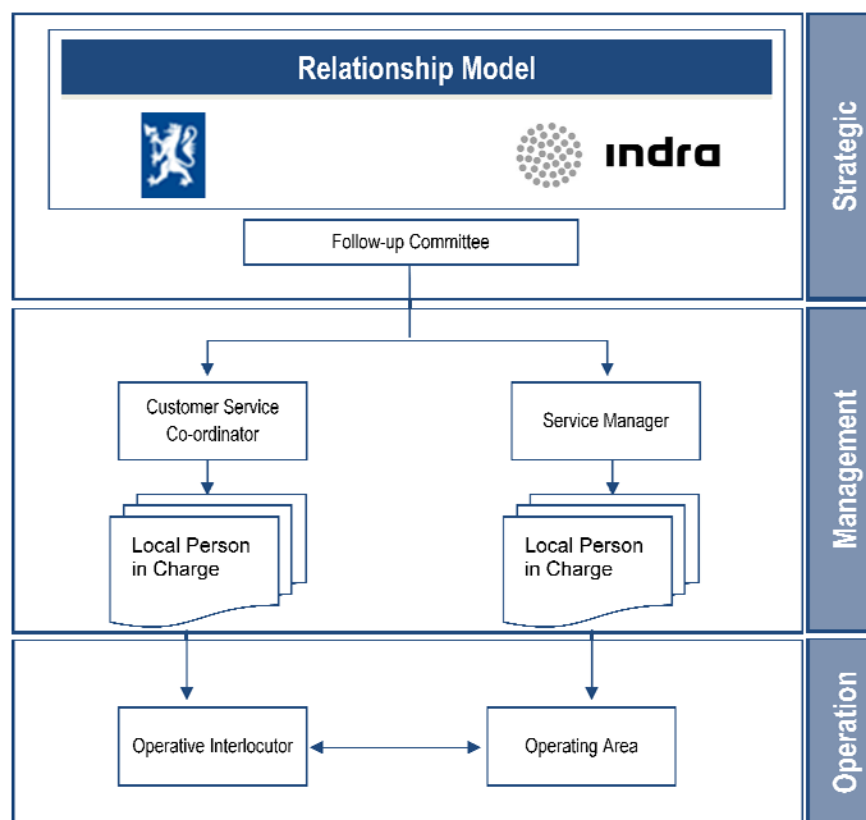 Relationship Model
indra
Follow-up Committee
Strategic
Customer Service
Co-ordinator
Service Manager
Local Person
in Charge
Local Person
in Charge
Management
Operative Interlocutor
Operating Area
Operation